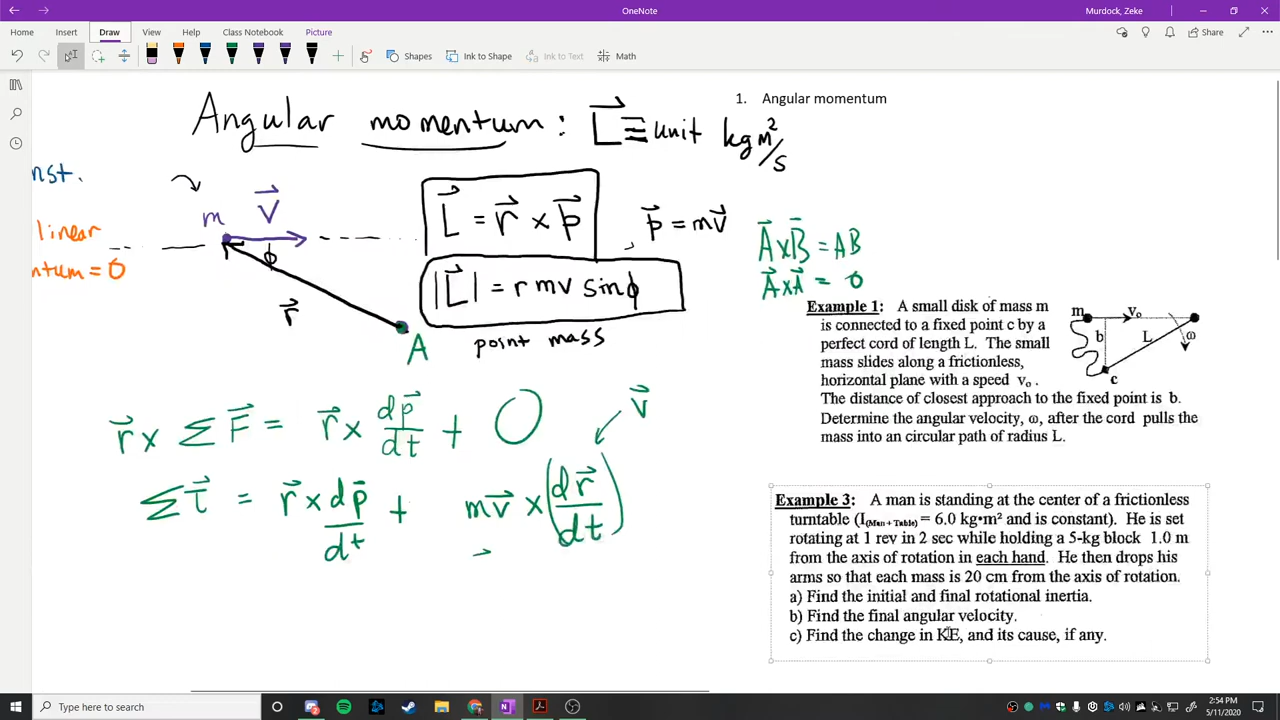 OneNote
Murdock, Zeke
Home Insert Draw View Help Class Notebook Picture
Share
Shapes Ink to Shape Ink to Text Math
Angular momentum : L ≡ unit kg m²/s
1. Angular momentum
nst.
linear
ntum = 0
m v
ϕ
r
A
L = r × p
p = mv
|L| = r mv sinϕ
point mass
A×B = AB
A×A = 0
Example 1: A small disk of mass m
is connected to a fixed point c by a
perfect cord of length L. The small
mass slides along a frictionless,
horizontal plane with a speed vₒ.
The distance of closest approach to the fixed point is b.
Determine the angular velocity, ω, after the cord pulls the
mass into an circular path of radius L.
m vₒ
b L ω
c
r × ΣF = r × dp/dt + 0
v
Στ = r × dp/dt + mv × (dr/dt)
Example 3: A man is standing at the center of a frictionless
turntable (I(Man + Table) = 6.0 kg•m² and is constant). He is set
rotating at 1 rev in 2 sec while holding a 5-kg block 1.0 m
from the axis of rotation in each hand. He then drops his
arms so that each mass is 20 cm from the axis of rotation.
a) Find the initial and final rotational inertia.
b) Find the final angular velocity.
c) Find the change in KE, and its cause, if any.
Type here to search
2:54 PM
5/11/2020